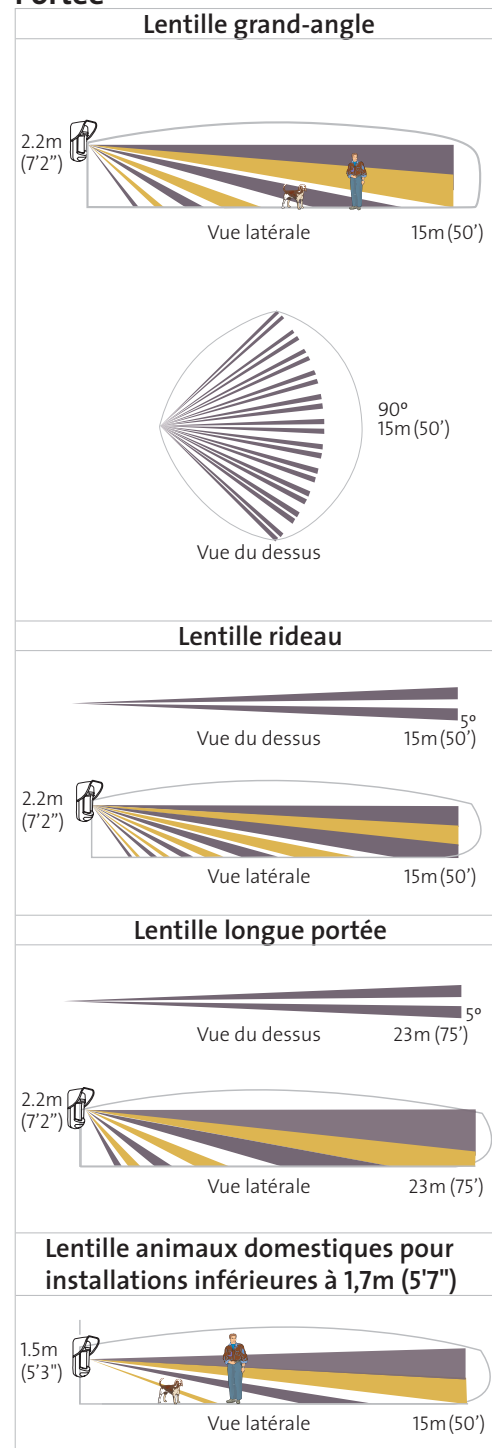 Portée
Lentille grand-angle
2.2m
(7'2”)
Vue latérale 15m(50’)
90º
15m(50’)
Vue du dessus
Lentille rideau
5º
Vue du dessus 15m(50’)
2.2m
(7'2”)
Vue latérale 15m(50’)
Lentille longue portée
5º
Vue du dessus 23m (75’)
2.2m
(7'2”)
Vue latérale 23m (75’)
Lentille animaux domestiques pour
installations inférieures à 1,7m (5'7")
1.5m
(5’3")
Vue latérale 15m(50’)